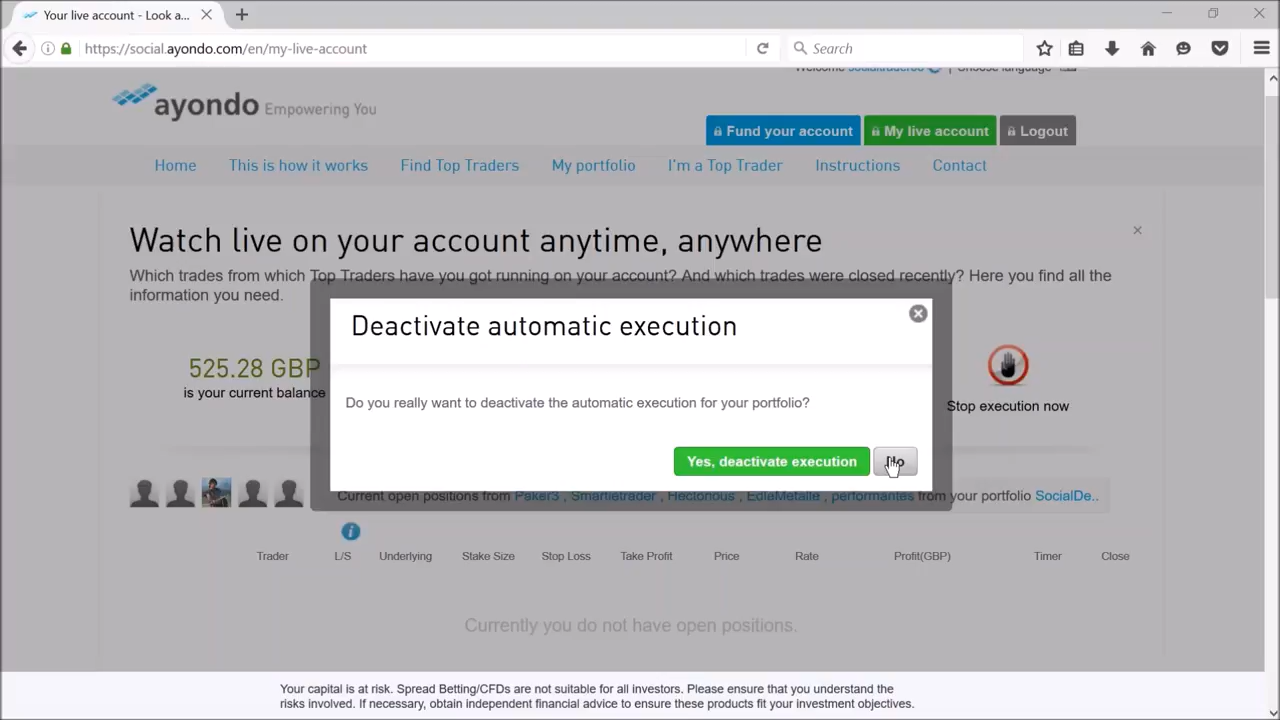 Your live account - Look a...
https://social.ayondo.com/en/my-live-account
Search
Welcome socialtrader66 | Choose language
ayondo Empowering You
Fund your account
My live account
Logout
Home
This is how it works
Find Top Traders
My portfolio
I'm a Top Trader
Instructions
Contact
Watch live on your account anytime, anywhere
Which trades from which Top Traders have you got running on your account? And which trades were closed recently? Here you find all the
information you need.
Deactivate automatic execution
525.28 GBP
is your current balance
Do you really want to deactivate the automatic execution for your portfolio?
Stop execution now
Yes, deactivate execution
No
Current open positions from Paker3 , Smartietrader , Hectonous , EdleMetalle , performantes from your portfolio SocialDe..
Trader
L/S
Underlying
Stake Size
Stop Loss
Take Profit
Price
Rate
Profit(GBP)
Timer
Close
Currently you do not have open positions.
Your capital is at risk. Spread Betting/CFDs are not suitable for all investors. Please ensure that you understand the
risks involved. If necessary, obtain independent financial advice to ensure these products fit your investment objectives.